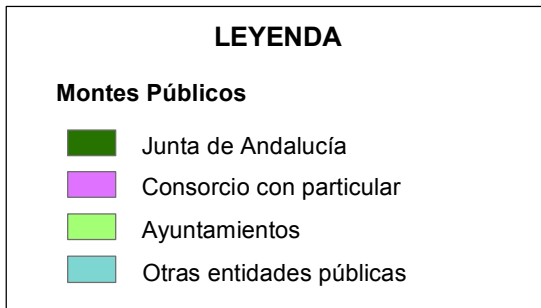 LEYENDA
Montes Públicos
Junta de Andalucía
Consorcio con particular
Ayuntamientos
Otras entidades públicas